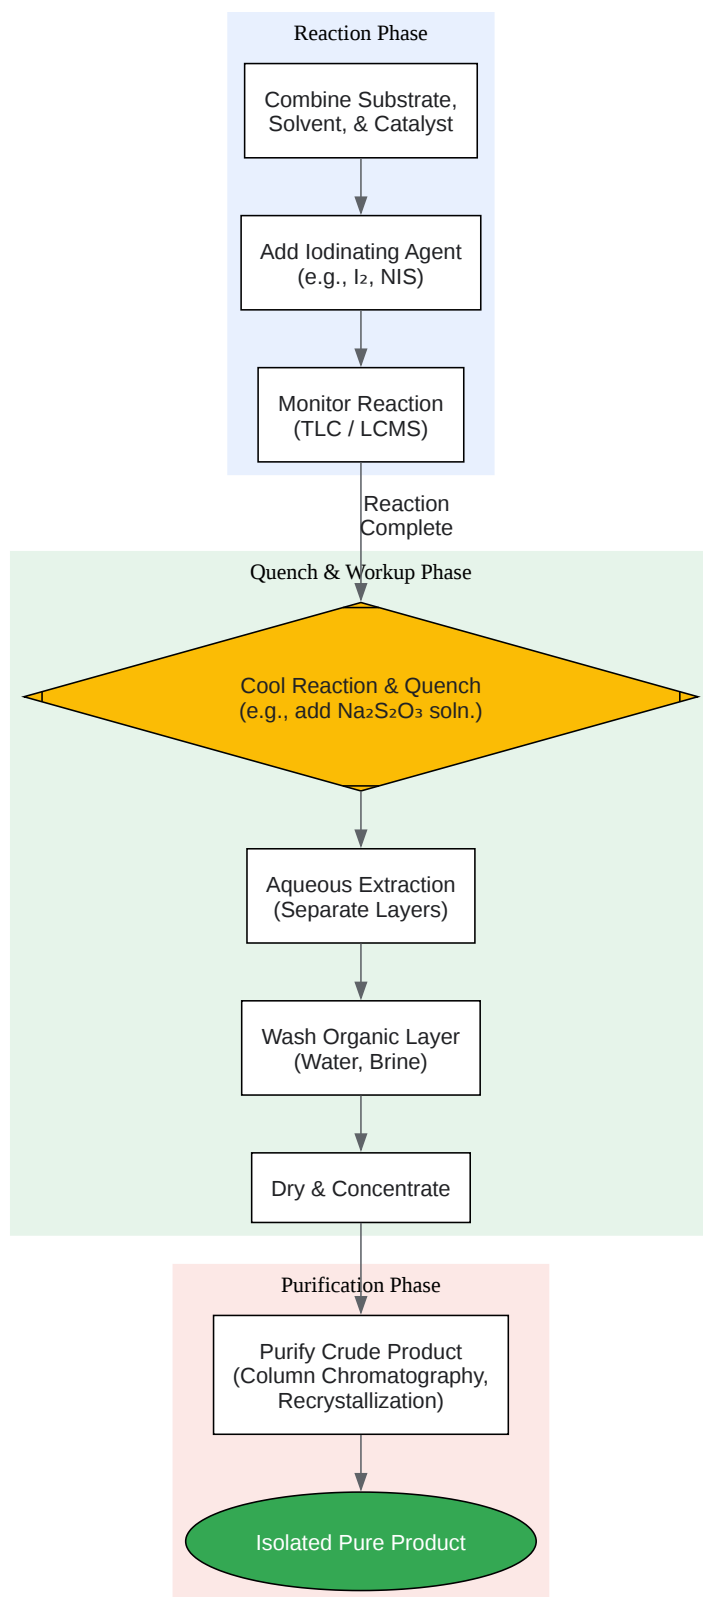 Reaction Phase
Combine Substrate,
Solvent, & Catalyst
Add Iodinating Agent
(e.g., I₂, NIS)
Monitor Reaction
(TLC / LCMS)
Reaction
Complete
Quench & Workup Phase
Cool Reaction & Quench
(e.g., add Na₂S₂O₃ soln.)
Aqueous Extraction
(Separate Layers)
Wash Organic Layer
(Water, Brine)
Dry & Concentrate
Purification Phase
Purify Crude Product
(Column Chromatography,
Recrystallization)
Isolated Pure Product